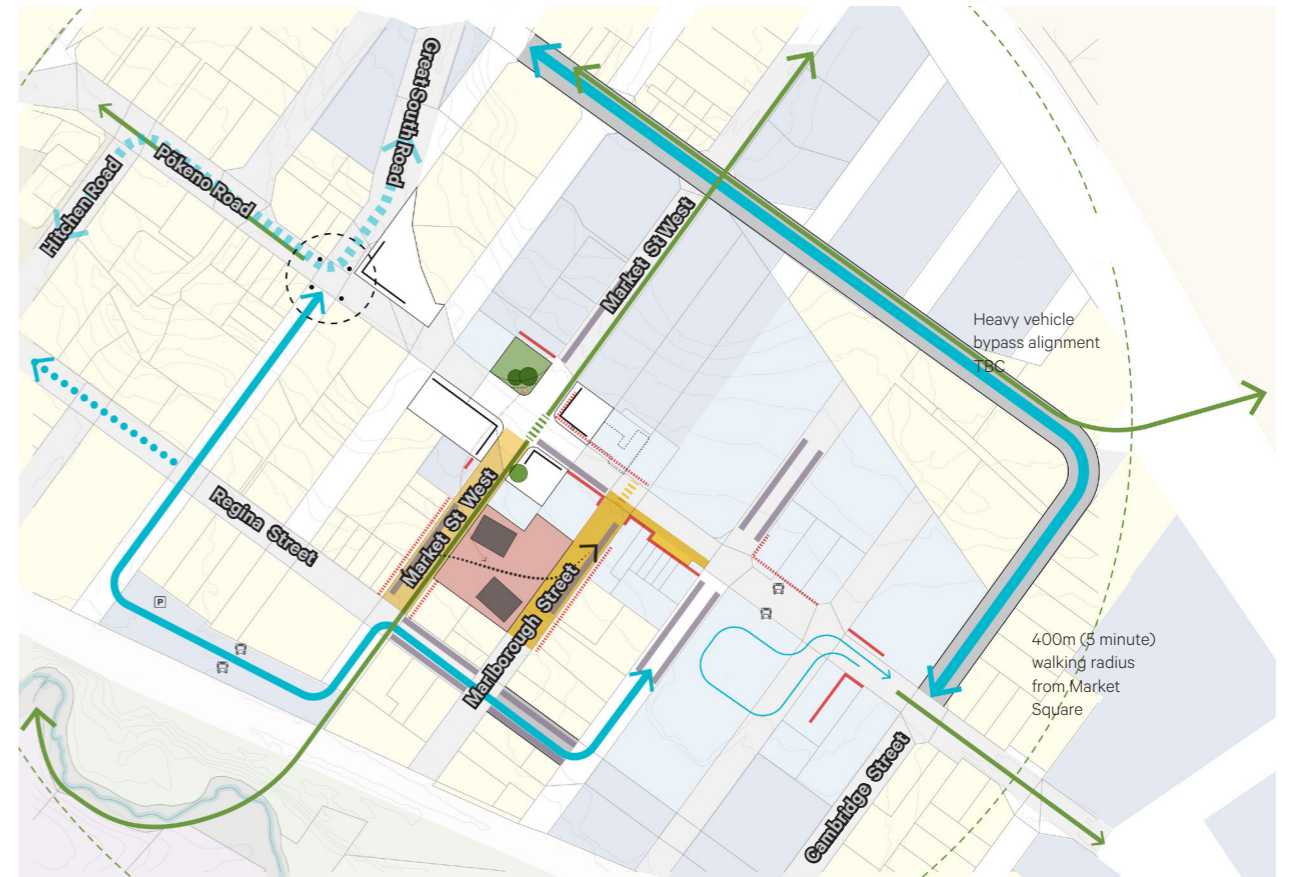 Great South Road
Pōkeno Road
Hitchen Road
Market St West
Heavy vehicle
bypass alignment
TBC
Regina Street
Market St West
Marlborough Street
P
400m (5 minute)
walking radius
from Market
Square
Cambridge Street